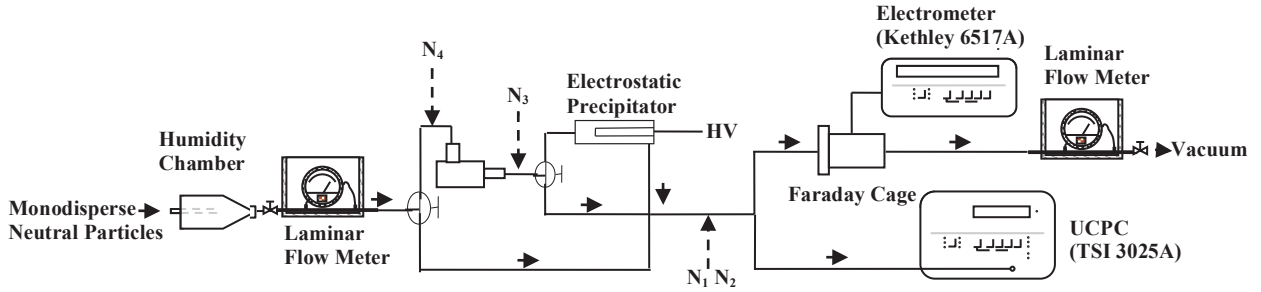 Electrometer
(Kethley 6517A)
Laminar
Flow Meter
N4
N3
Electrostatic
Precipitator
HV
Humidity
Chamber
Vacuum
Faraday Cage
Monodisperse
Neutral Particles
Laminar
Flow Meter
UCPC
(TSI 3025A)
N1 N2